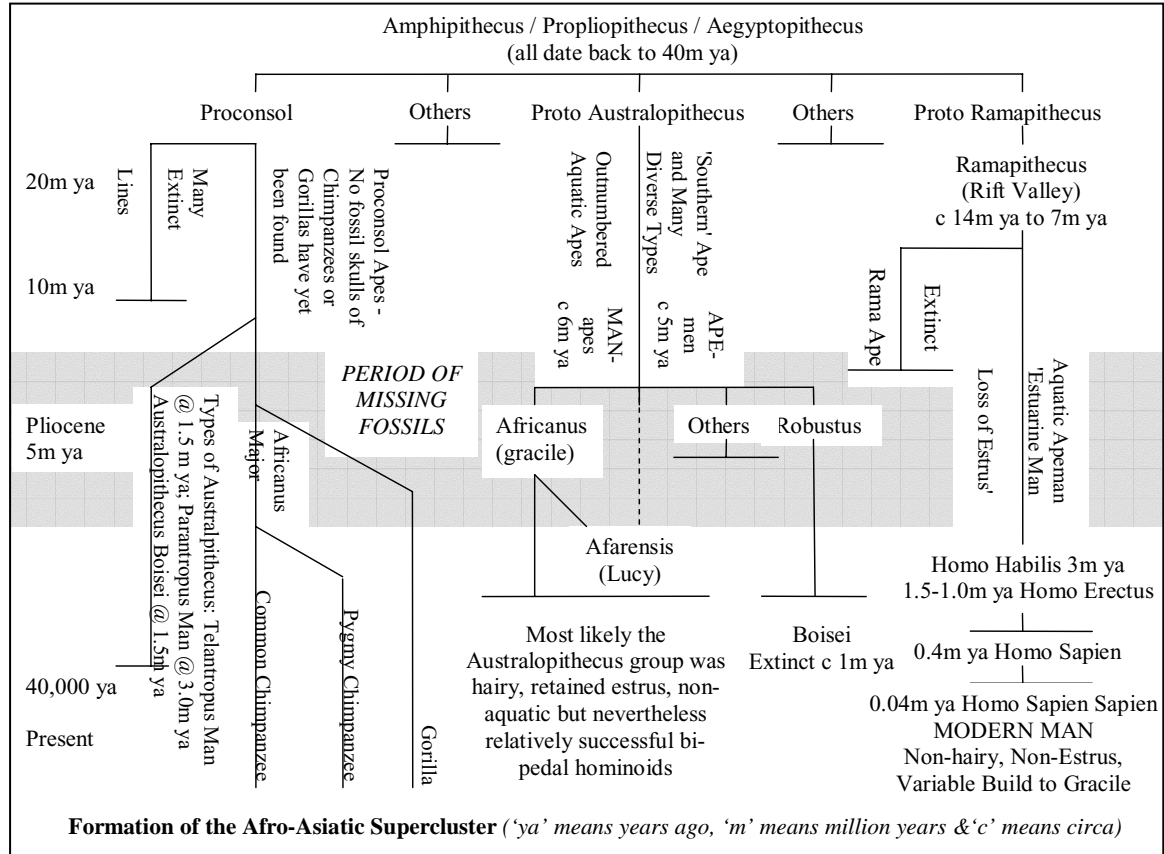 Amphipithecus / Propliopithecus / Aegyptopithecus
(all date back to 40m ya)
Proconsol
Others
Proto Australopithecus
Others
Proto Ramapithecus
20m ya
10m ya
Pliocene
5m ya
40,000 ya
Present
Lines
Many
Extinct
Proconsol Apes -
No fossil skulls of
Chimpanzees or
Gorillas have yet
been found
Outnumbered
Aquatic Apes
'Southern' Ape
and Many
Diverse Types
MAN-
apes
c 6m ya
APE-
men
c 5m ya
Ramapithecus
(Rift Valley)
c 14m ya to 7m ya
Rama Ape
Extinct
PERIOD OF
MISSING
FOSSILS
Types of Australpithecus: Telantropus Man
@ 1.5 m ya; Parantropus Man @ 3.0m ya
Australopithecus Boisei @ 1.5m ya
Africanus
Major
Africanus
(gracile)
Others
Robustus
Aquatic Apeman
'Estuarine Man
Loss of Estrus'
Afarensis
(Lucy)
Common Chimpanzee
Pygmy Chimpanzee
Gorilla
Most likely the
Australopithecus group was
hairy, retained estrus, non-
aquatic but nevertheless
relatively successful bi-
pedal hominoids
Boisei
Extinct c 1m ya
Homo Habilis 3m ya
1.5-1.0m ya Homo Erectus
0.4m ya Homo Sapien
0.04m ya Homo Sapien Sapien
MODERN MAN
Non-hairy, Non-Estrus,
Variable Build to Gracile
Formation of the Afro-Asiatic Supercluster (‘ya’ means years ago, ‘m’ means million years &‘c’ means circa)